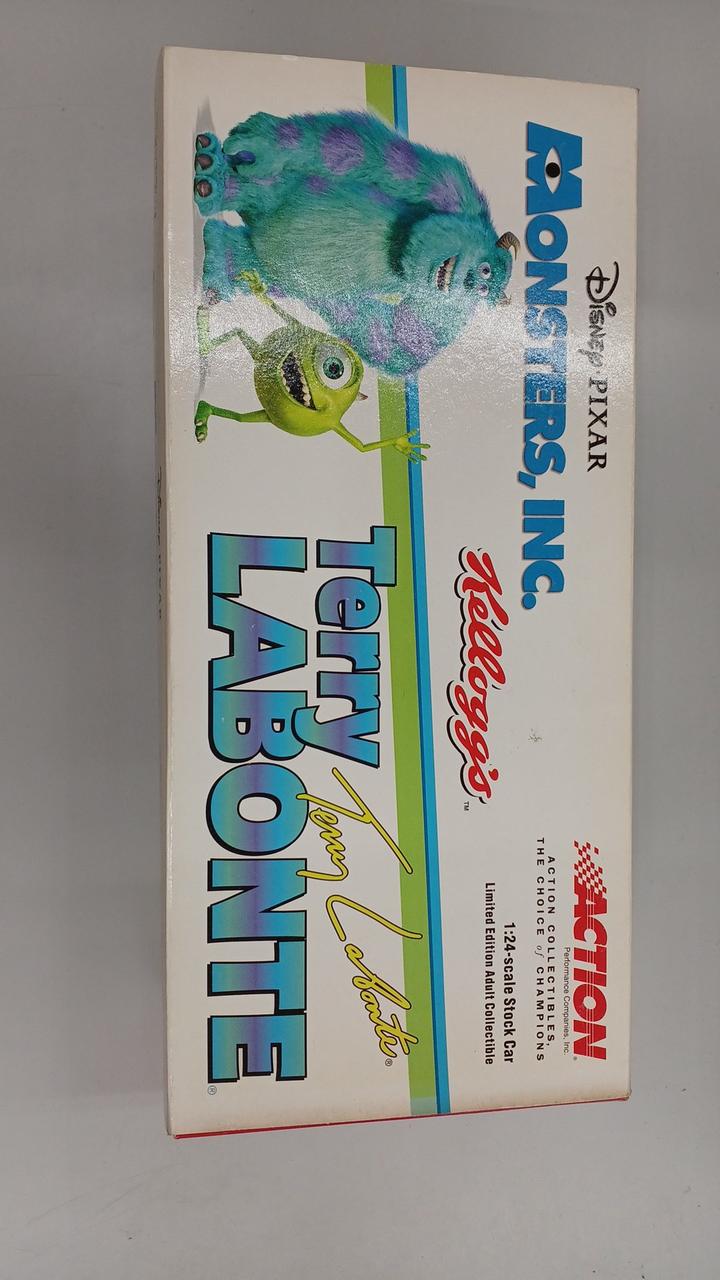 Disney PIXAR
MONSTERS, INC.
Kellogg's™
ACTION®
Performance Companies, Inc.
ACTION COLLECTIBLES,
THE CHOICE of CHAMPIONS
1:24-scale Stock Car
Limited Edition Adult Collectible
Terry
LABONTE®
Terry Labonte®